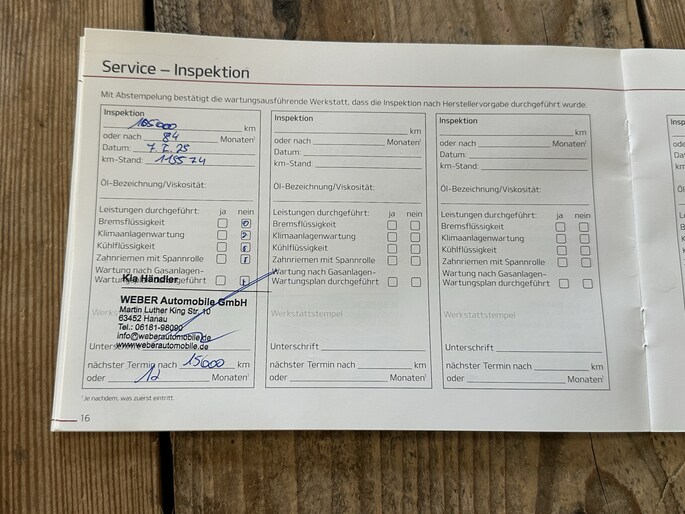 Service – Inspektion
Mit Abstempelung bestätigt die wartungsausführende Werkstatt, dass die Inspektion nach Herstellervorgabe durchgeführt wurde.
Inspektion
105000 km
oder nach 84 Monaten¹
Datum: 7.I.25
km-Stand:
Öl-Bezeichnung/Viskosität:
Leistungen durchgeführt: ja nein
Bremsflüssigkeit
Klimaanlagenwartung
Kühlflüssigkeit
Zahnriemen mit Spannrolle
Wartung nach Gasanlagen-
Kia Händler
WEBER Automobile GmbH
Martin Luther King Str. 10
63452 Hanau
Tel.: 06181-98090
info@weberautomobile.de
www.weberautomobile.de
nächster Termin nach 15000 km
oder 12 Monaten¹
Inspektion
km
oder nach Monaten¹
Datum:
km-Stand:
Öl-Bezeichnung/Viskosität:
Leistungen durchgeführt: ja nein
Bremsflüssigkeit
Klimaanlagenwartung
Kühlflüssigkeit
Zahnriemen mit Spannrolle
Wartung nach Gasanlagen-
Wartungsplan durchgeführt
Werkstattstempel
Unterschrift
nächster Termin nach km
oder Monaten¹
Inspektion
km
oder nach Monaten¹
Datum:
km-Stand:
Öl-Bezeichnung/Viskosität:
Leistungen durchgeführt: ja nein
Bremsflüssigkeit
Klimaanlagenwartung
Kühlflüssigkeit
Zahnriemen mit Spannrolle
Wartung nach Gasanlagen-
Wartungsplan durchgeführt
Werkstattstempel
Unterschrift
nächster Termin nach km
oder Monaten¹
¹Je nachdem, was zuerst eintritt.
16